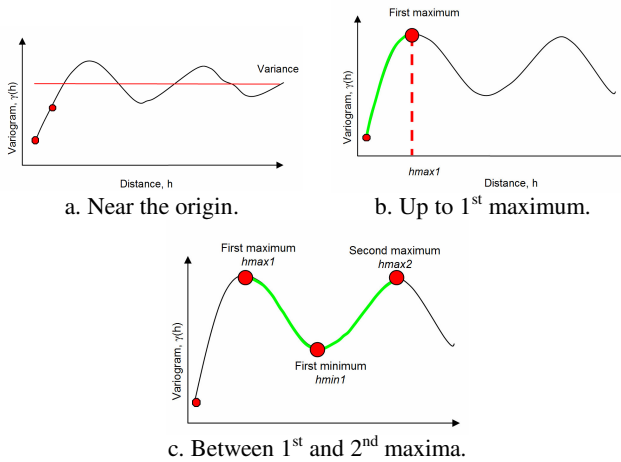 Variogram, γ(h)
Variance
Distance, h
a. Near the origin.
First maximum
Variogram, γ(h)
hmax1
Distance, h
b. Up to 1st maximum.
First maximum
hmax1
Second maximum
hmax2
Variogram, γ(h)
First minimum
hmin1
c. Between 1st and 2nd maxima.